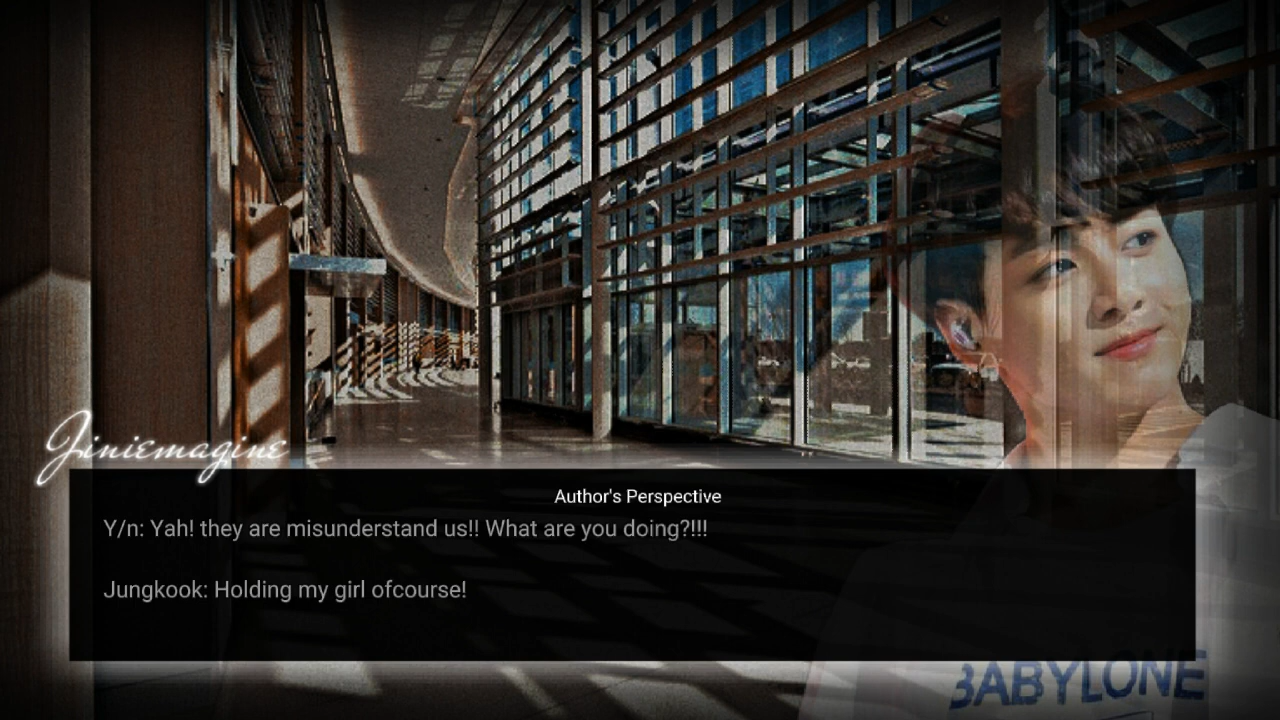 Jiniemagine
Author's Perspective
Y/n: Yah! they are misunderstand us!! What are you doing?!!!
Jungkook: Holding my girl ofcourse!
BABYLONE